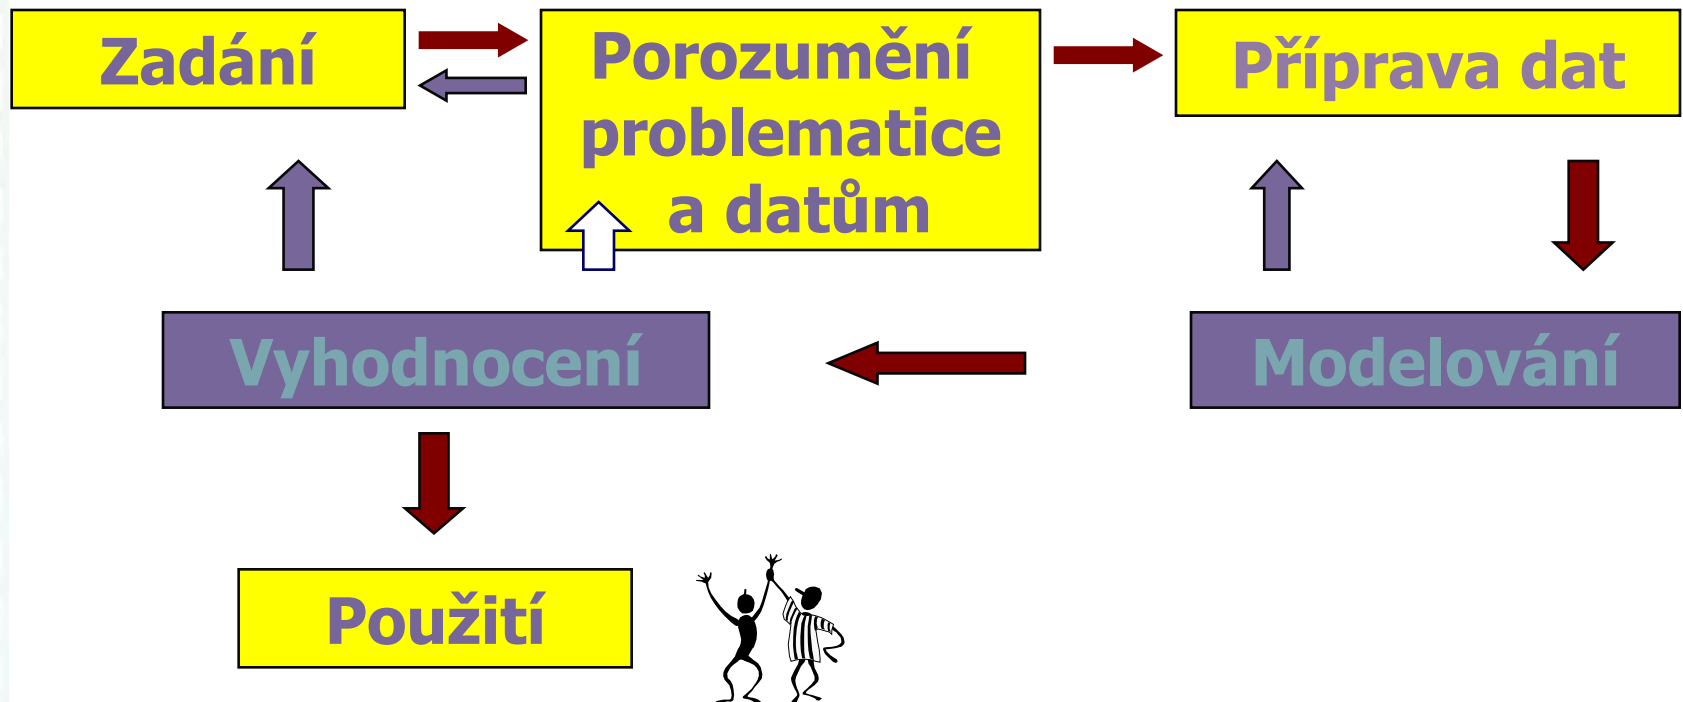 Zadání
Porozumění
problematice
a datům
Příprava dat
Vyhodnocení
Modelování
Použití